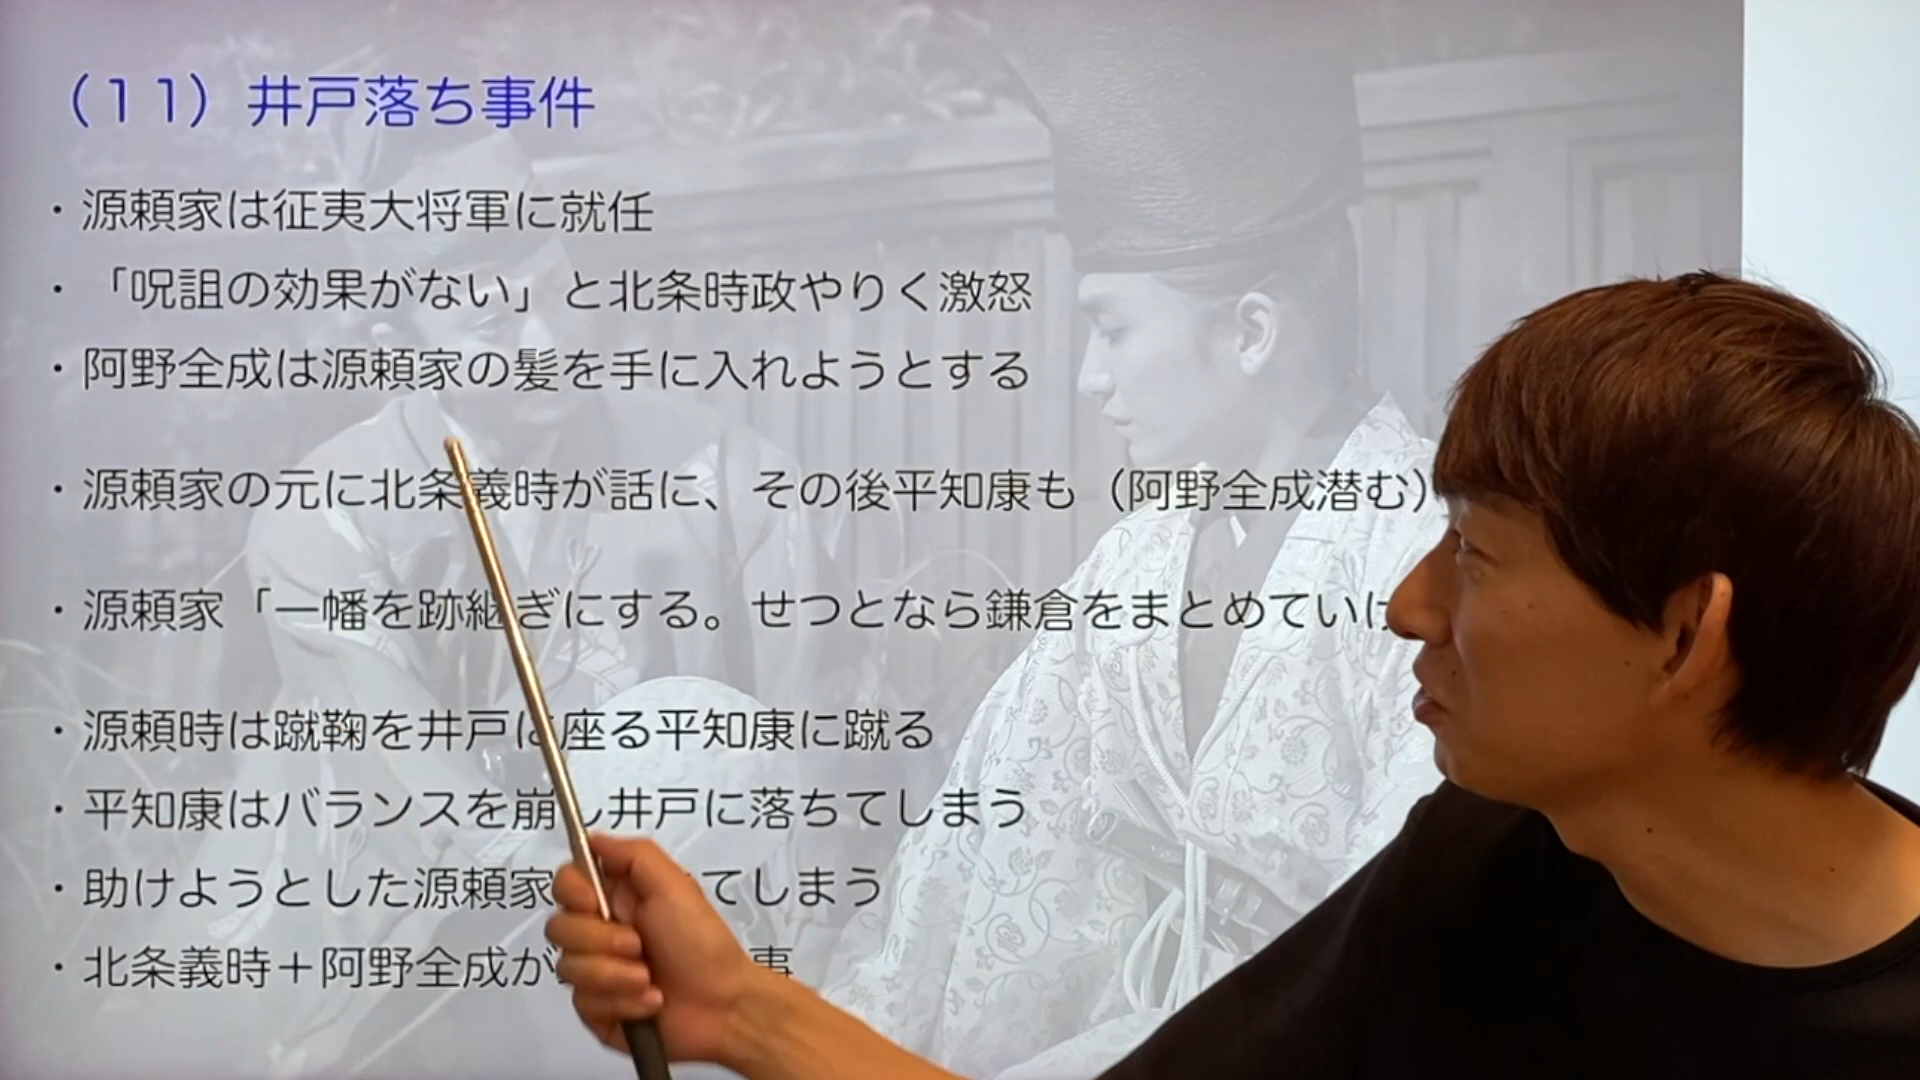 （１１）井戸落ち事件
・源頼家は征夷大将軍に就任
・「呪詛の効果がない」と北条時政やりく激怒
・阿野全成は源頼家の髪を手に入れようとする
・源頼家の元に北条義時が話に、その後平知康も（阿野全成潜む）
・源頼家「一幡を跡継ぎにする。せつとなら鎌倉をまとめていけ
・源頼時は蹴鞠を井戸に座る平知康に蹴る
・平知康はバランスを崩し井戸に落ちてしまう
・助けようとした源頼家 てしまう
・北条義時＋阿野全成が 事